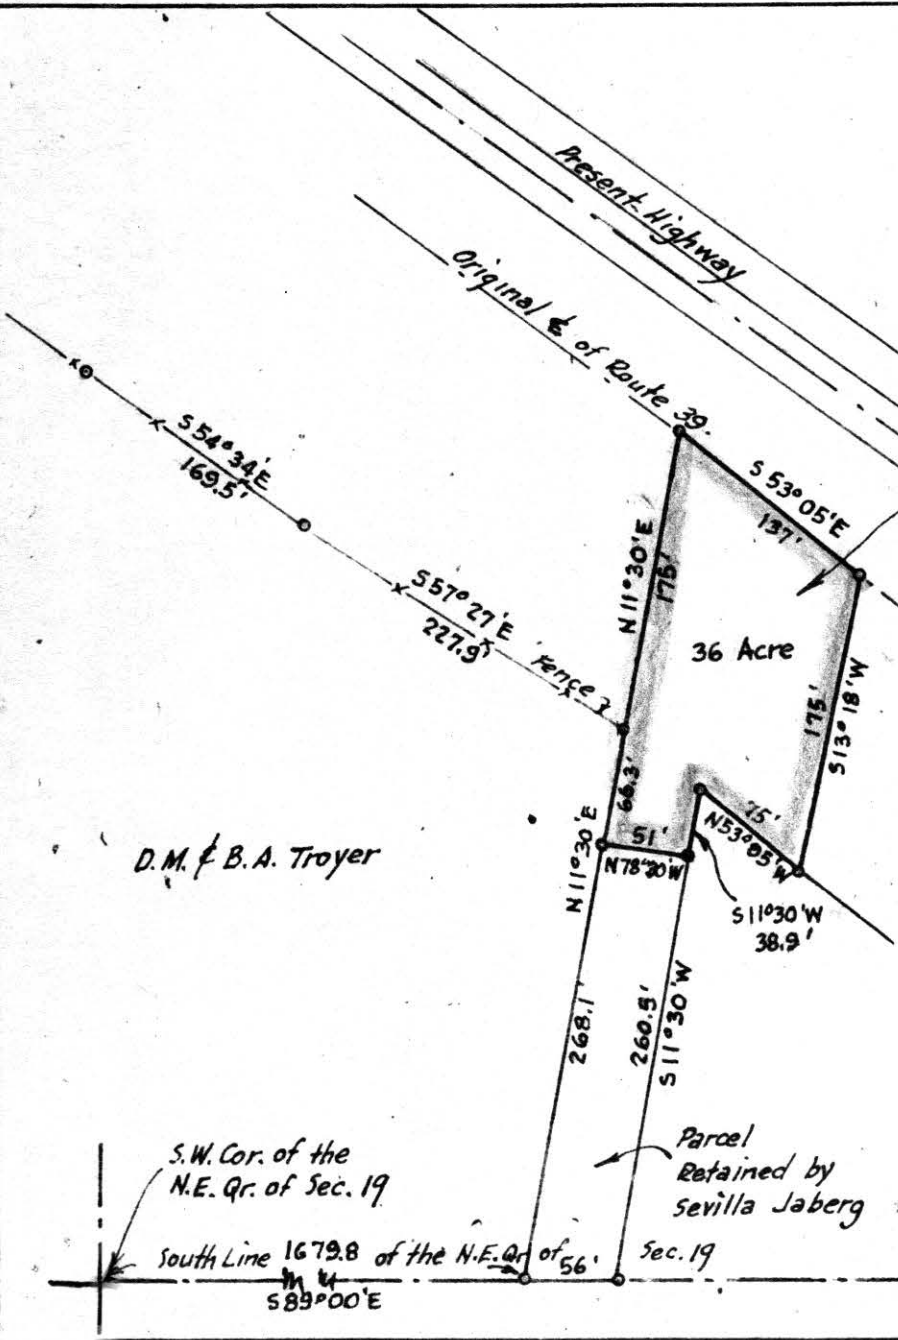 Present Highway
Original ℄ of Route 39.
S 54° 34' E
169.5'
S 53° 05' E
137'
N 11° 30' E
175'
S 57° 27' E
227.9'
Fence
36 Acre
175'
S 13° 18' W
66.3'
75'
N 53° 05' W
51'
N 78° 30' W
N 11° 30' E
D. M. & B. A. Troyer
S 11° 30' W
38.9'
268.1'
260.5'
S 11° 30' W
Parcel
Retained by
Sevilla Jaberg
S.W. Cor. of the
N.E. Qr. of Sec. 19
South Line 1679.8 of the N.E. Qr. of 56' Sec. 19
S 89° 00' E